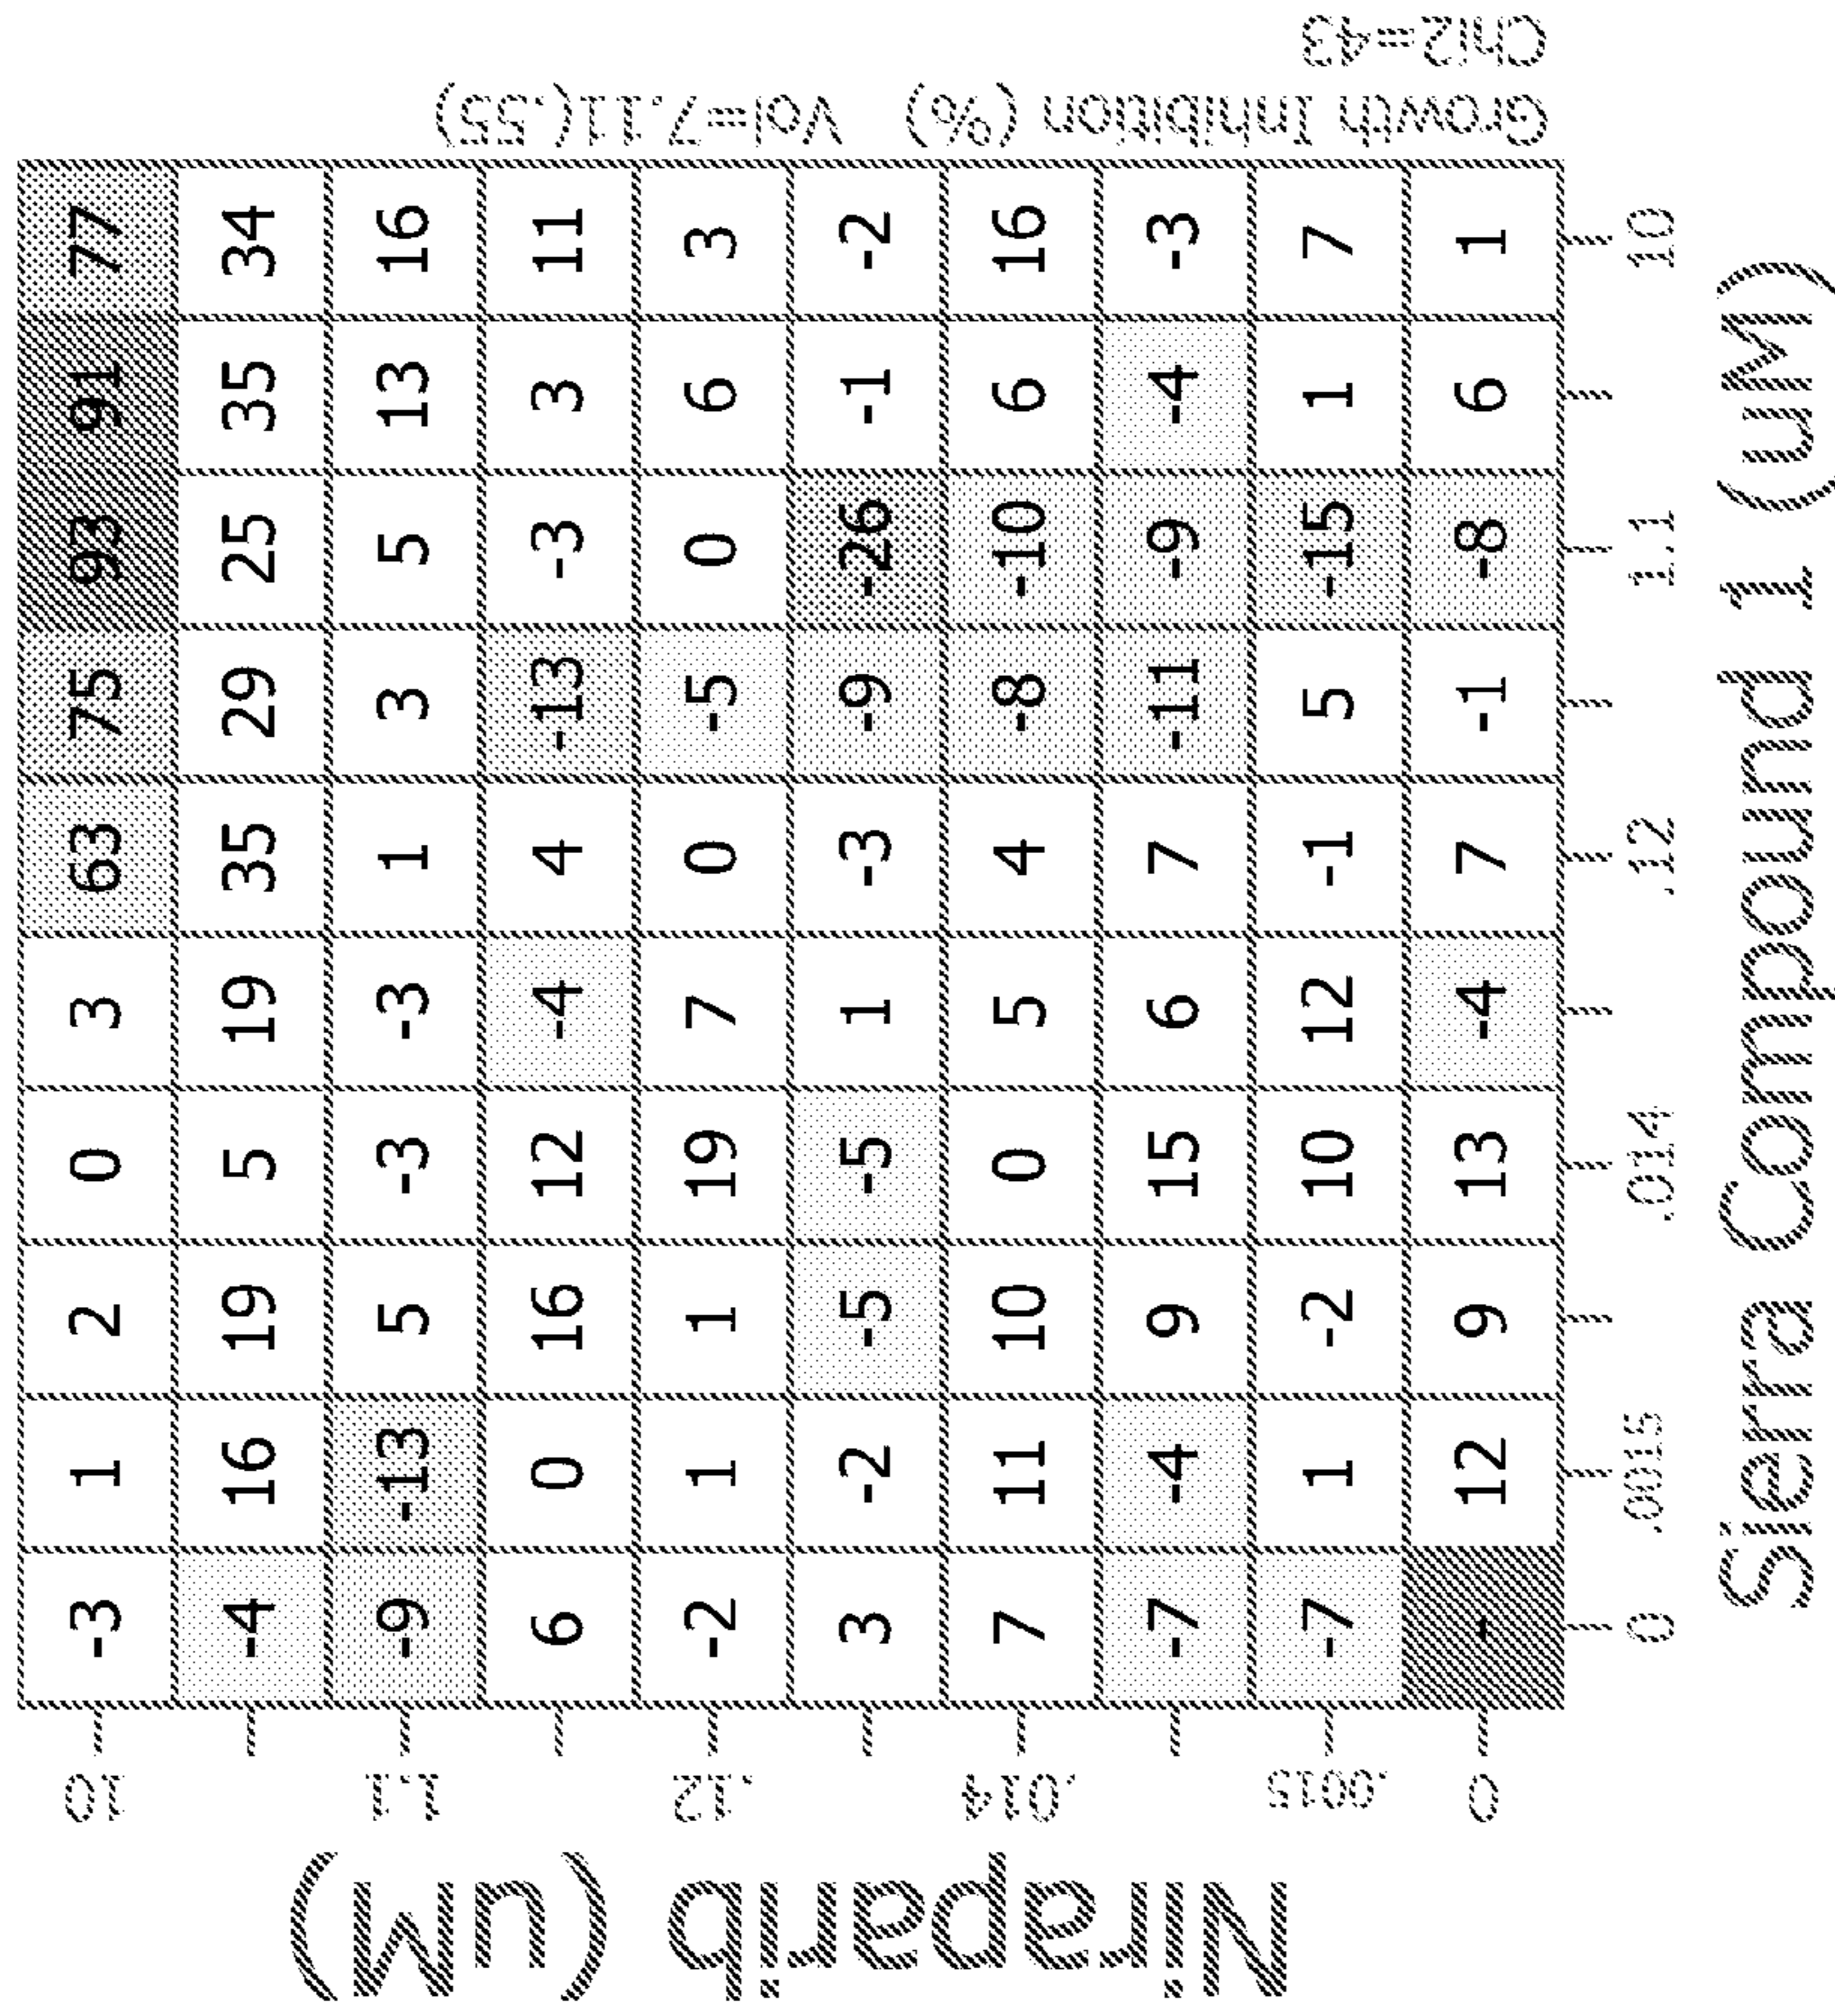 Chi2=43
Growth Inhibition (%) Vol=7.11(.55)
10 -3 1 2 0 3 63 75 93 91 77
-4 16 19 5 19 35 29 25 35 34
1.1 -9 -13 5 -3 -3 1 3 5 13 16
6 0 16 12 -4 4 -13 -3 3 11
.12 -2 1 1 19 7 0 -5 0 6 3
3 -2 -5 -5 1 -3 -9 -26 -1 -2
.014 7 11 10 0 5 4 -8 -10 6 16
-7 -4 9 15 6 7 -11 -9 -4 -3
.0015 -7 1 -2 10 12 -1 5 -15 1 7
0 - 12 9 13 -4 7 -1 -8 6 1
0 .0015 .014 .12 1.1 10
Niraparib (uM)
Sierra Compound 1 (uM)